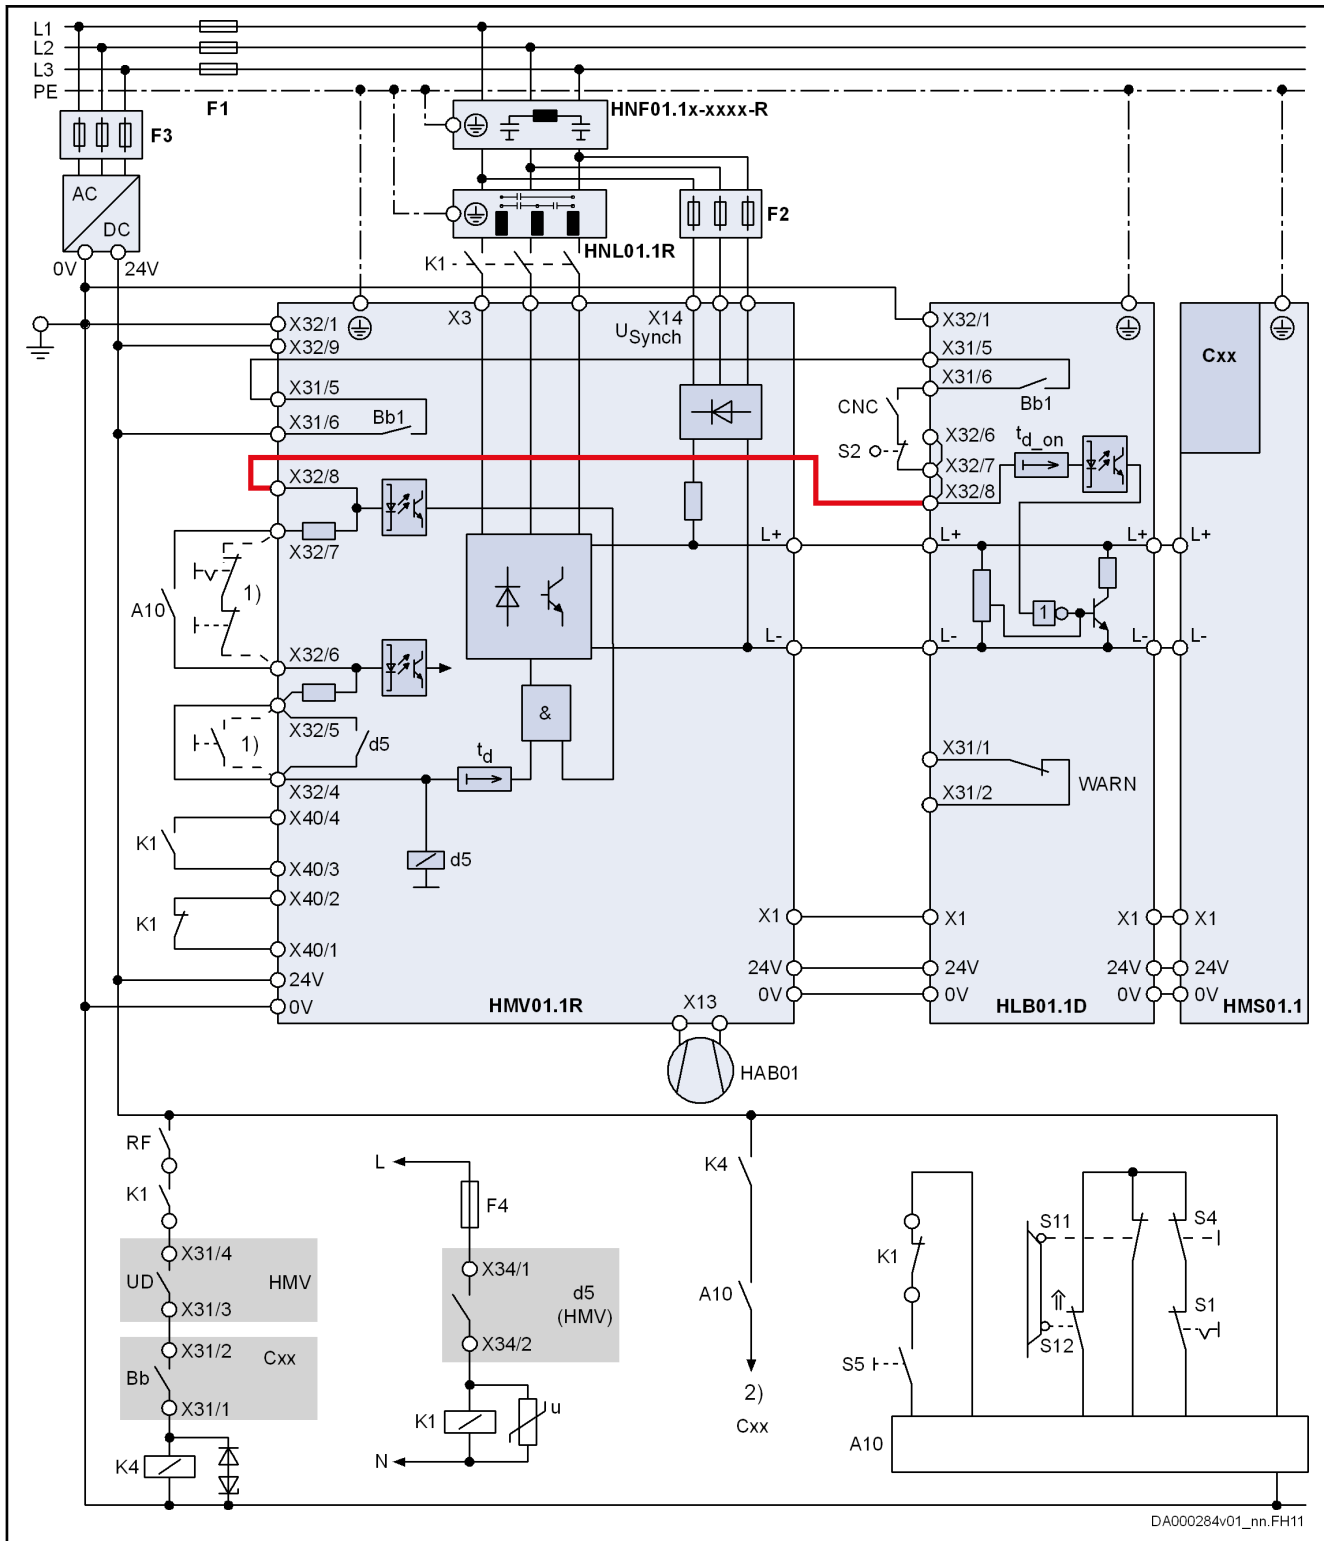 L1
L2
L3
PE
F1
F3
HNF01.1x-xxxx-R
AC
DC
F2
HNL01.1R
0V
24V
K1
X3
X14
USynch
X32/1
X32/9
X31/5
X31/6
Bb1
X32/8
X32/7
1)
A10
X32/6
X32/5
1)
d5
X32/4
td
&
d5
X40/4
K1
X40/3
X40/2
K1
X40/1
24V
0V
HMV01.1R
L+
L-
X1
24V
0V
X13
HAB01
X32/1
X31/5
X31/6
Bb1
CNC
S2
X32/6
X32/7
X32/8
td_on
L+
L+
1
L-
L-
X31/1
X31/2
WARN
X1
X1
24V
24V
0V
0V
HLB01.1D
Cxx
L+
L-
X1
24V
0V
HMS01.1
RF
K1
X31/4
UD
HMV
X31/3
X31/2
Cxx
Bb
X31/1
K4
L
F4
X34/1
d5
(HMV)
X34/2
K1
u
N
K4
A10
2)
Cxx
K1
S5
S11
S4
S12
S1
A10
DA000284v01_nn.FH11